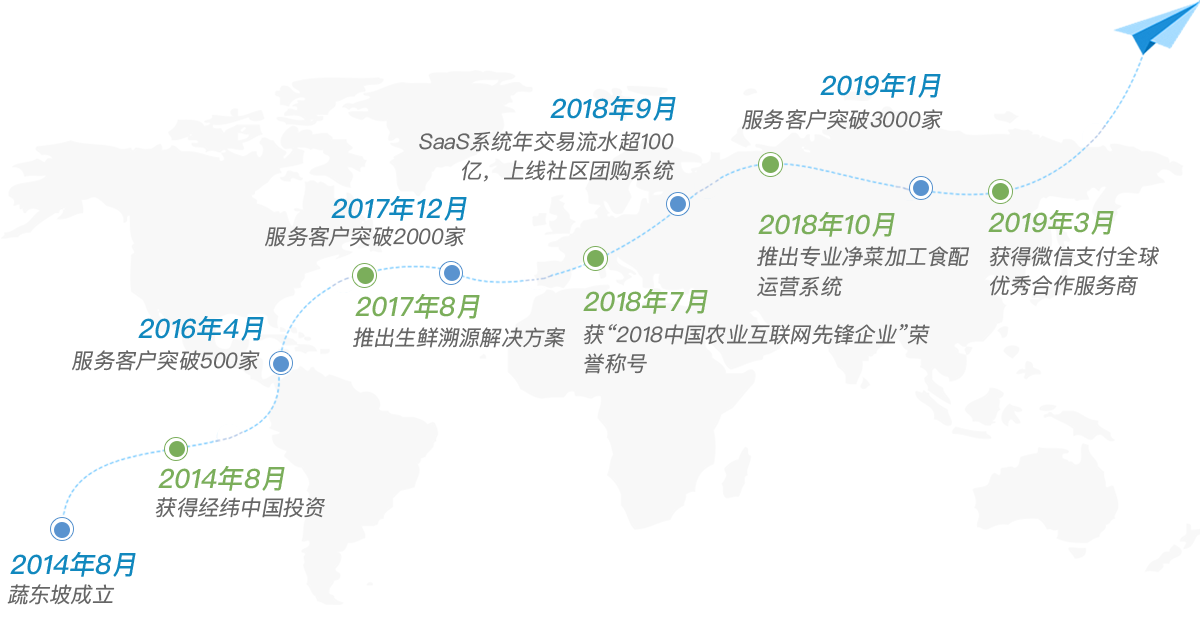 2019年1月
服务客户突破3000家
2018年9月
SaaS系统年交易流水超100
亿，上线社区团购系统
2017年12月
服务客户突破2000家
2018年10月
推出专业净菜加工食配
运营系统
2019年3月
获得微信支付全球
优秀合作服务商
2017年8月
推出生鲜溯源解决方案
2018年7月
获“2018中国农业互联网先锋企业”荣
誉称号
2016年4月
服务客户突破500家
2014年8月
获得经纬中国投资
2014年8月
蔬东坡成立